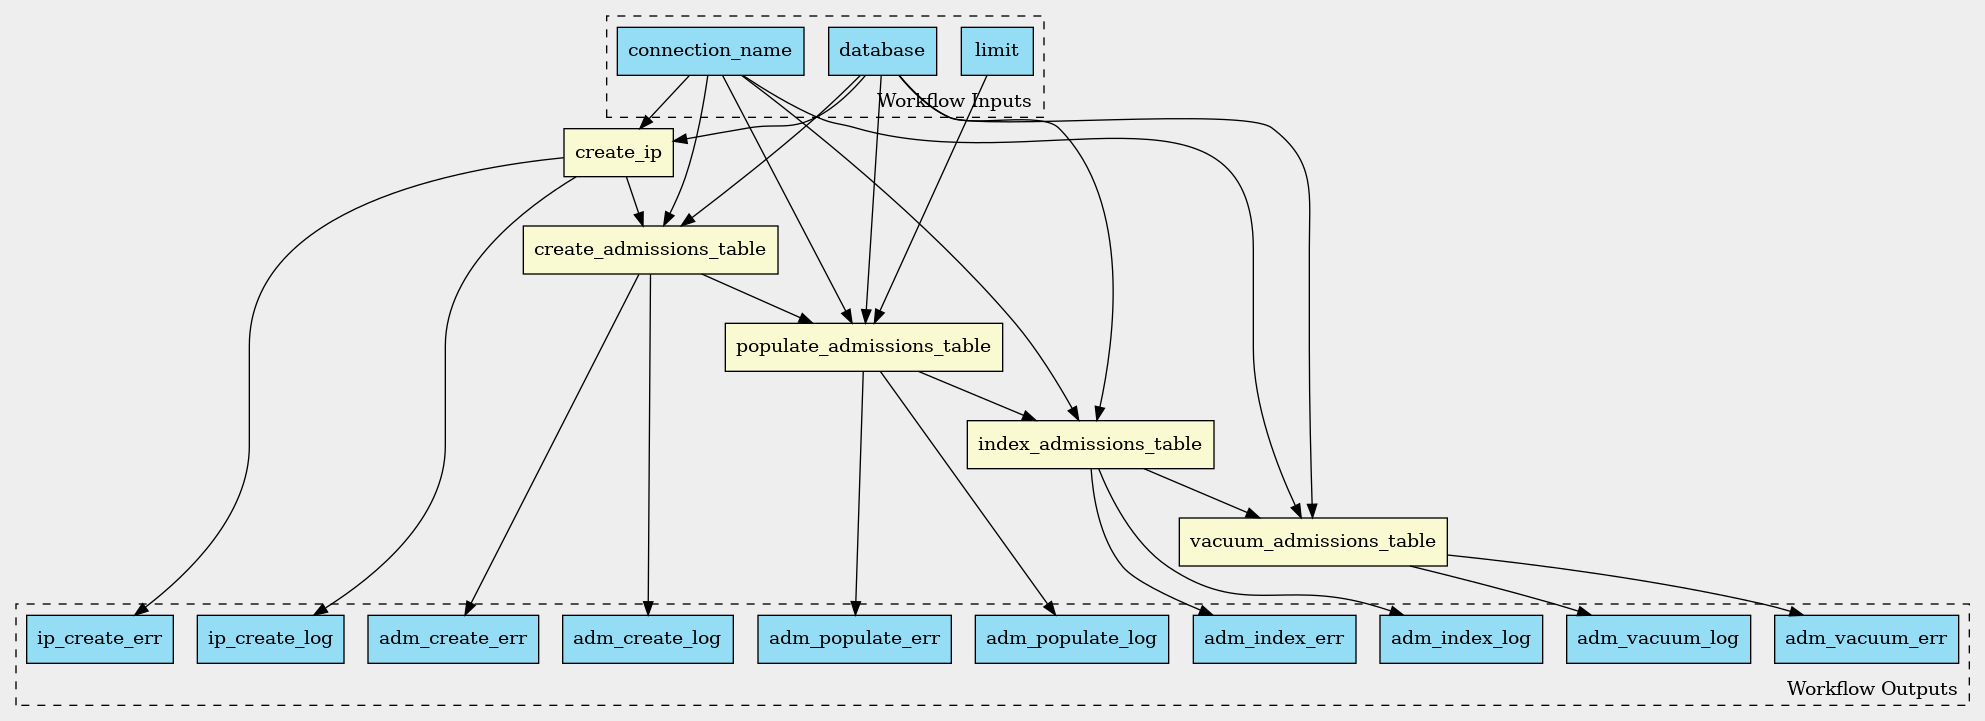 connection_name
database
limit
Workflow Inputs
create_ip
create_admissions_table
populate_admissions_table
index_admissions_table
vacuum_admissions_table
ip_create_err
ip_create_log
adm_create_err
adm_create_log
adm_populate_err
adm_populate_log
adm_index_err
adm_index_log
adm_vacuum_log
adm_vacuum_err
Workflow Outputs